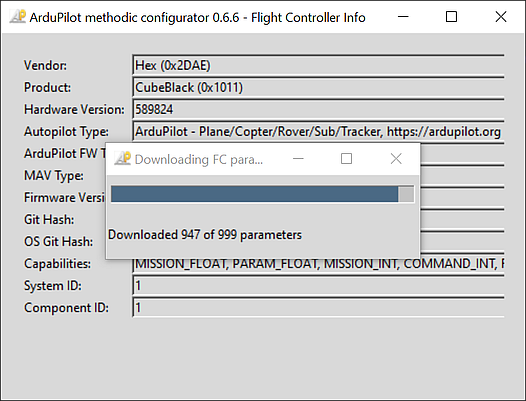 ArduPilot methodic configurator 0.6.6 - Flight Controller Info
Vendor: Hex (0x2DAE)
Product: CubeBlack (0x1011)
Hardware Version: 589824
Autopilot Type: ArduPilot - Plane/Copter/Rover/Sub/Tracker, https://ardupilot.org
ArduPilot FW T
MAV Type:
Firmware Versi
Git Hash:
OS Git Hash:
Downloading FC para...
Downloaded 947 of 999 parameters
Capabilities: MISSION_FLOAT, PARAM_FLOAT, MISSION_INT, COMMAND_INT,
System ID: 1
Component ID: 1